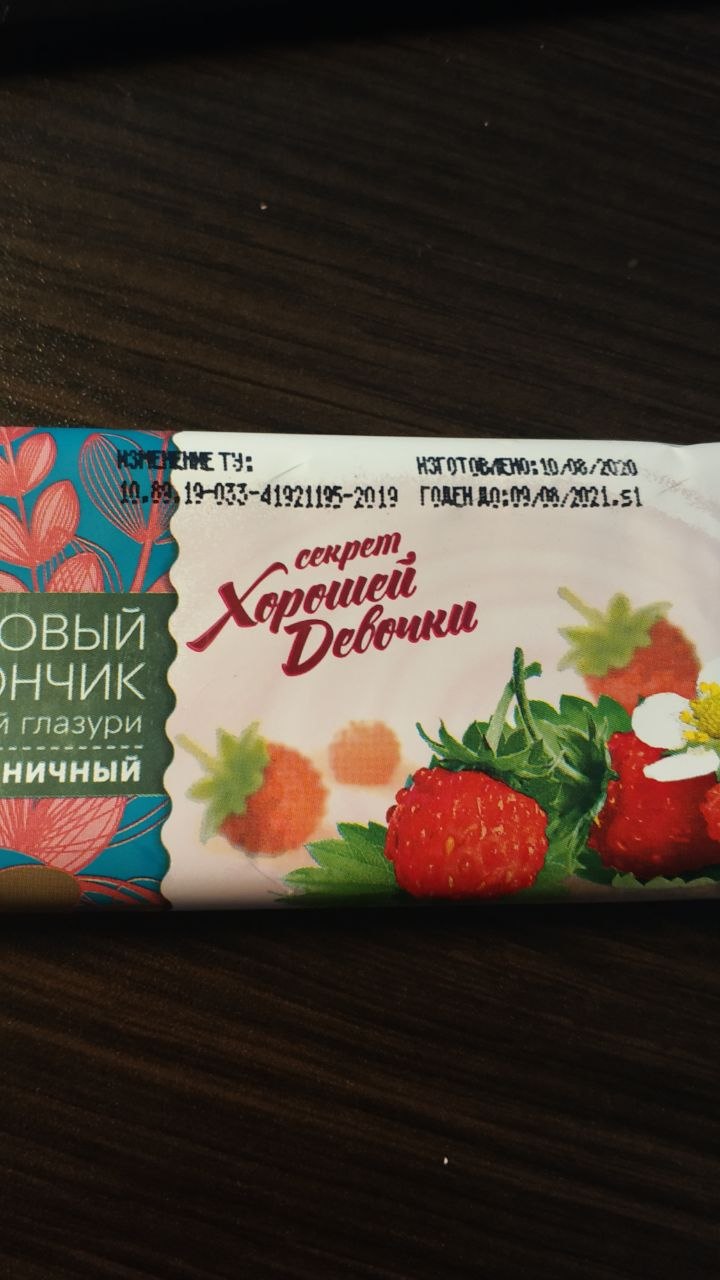 ИЗМЕНЕНИЕ ТУ:
10.89.19-033-41921195-2019
ИЗГОТОВЛЕНО:10/08/2020
ГОДЕН ДО:09/08/2021.s1
секрет
Хорошей
Девочки
ОВЫЙ
ОНЧИК
й глазури
НИЧНЫЙ